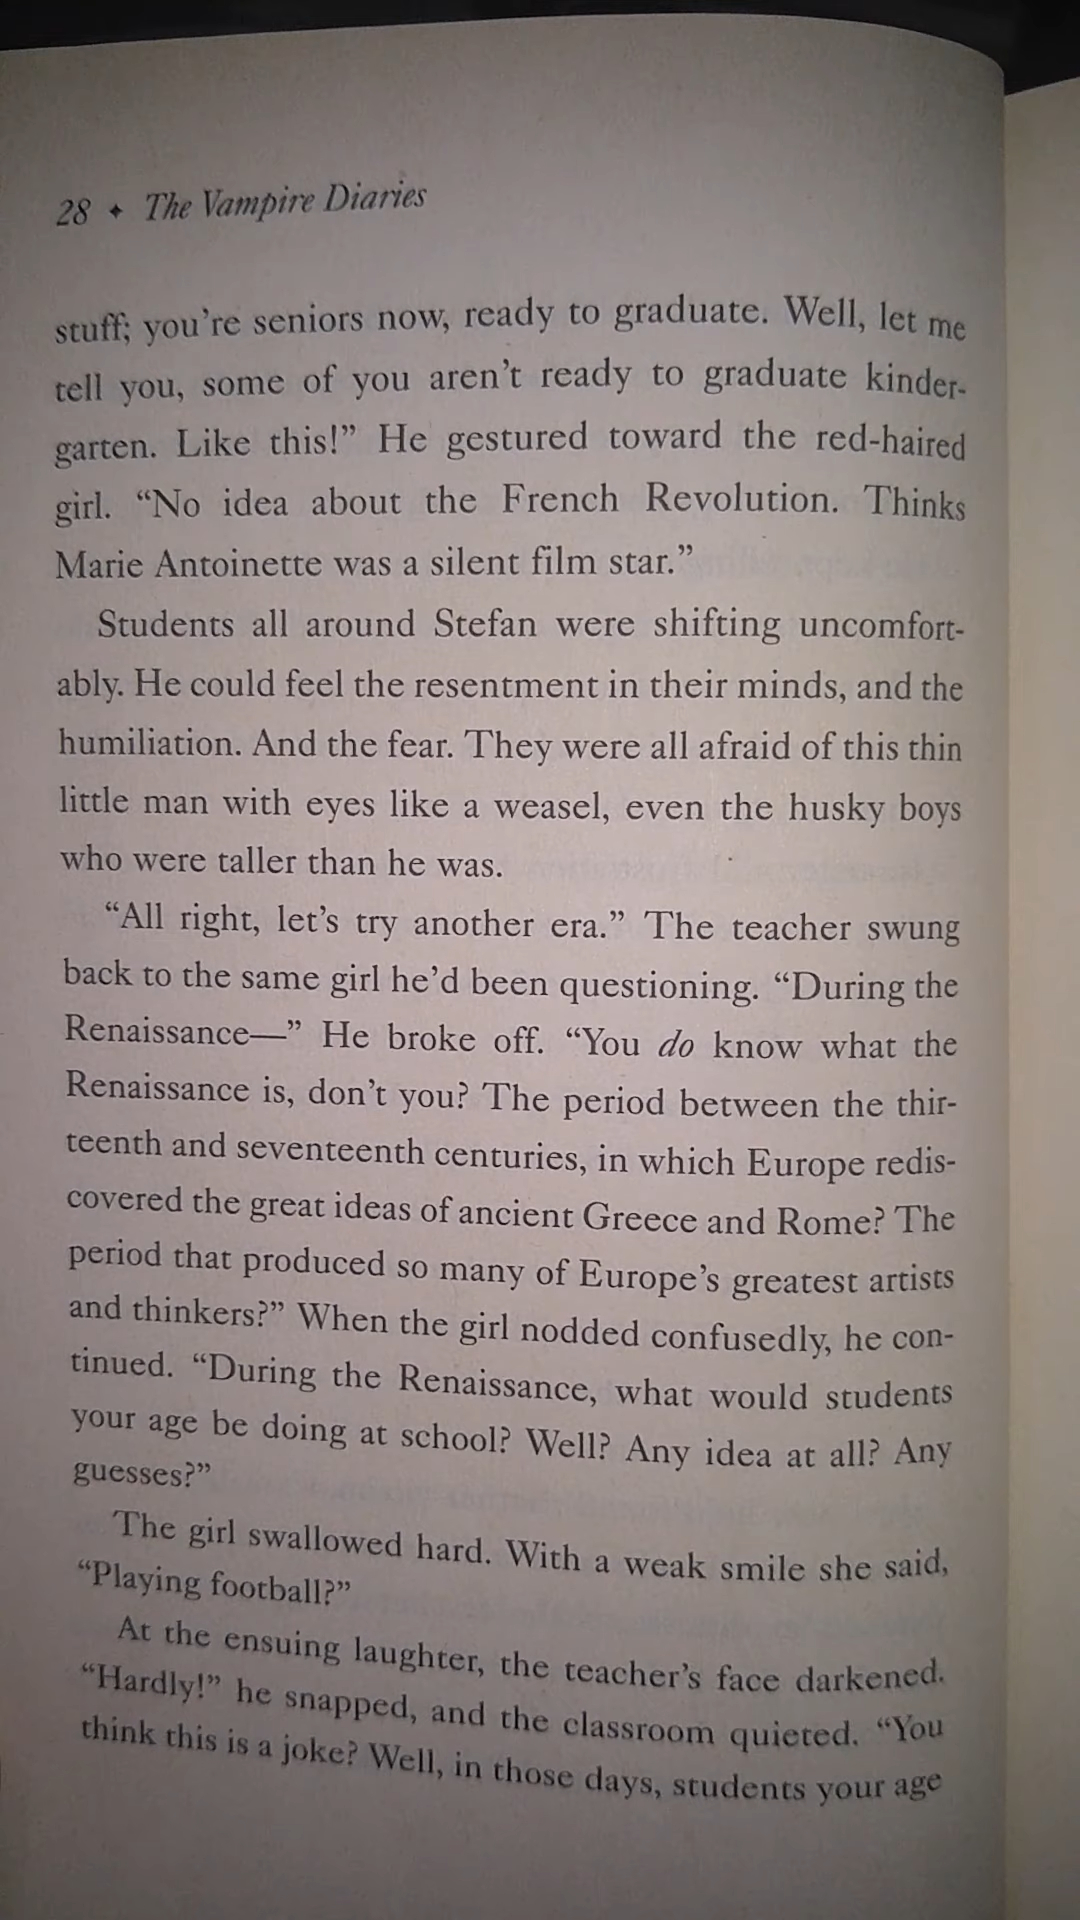 28 ✦ The Vampire Diaries
stuff; you're seniors now, ready to graduate. Well, let me
tell you, some of you aren't ready to graduate kinder-
garten. Like this!” He gestured toward the red-haired
girl. “No idea about the French Revolution. Thinks
Marie Antoinette was a silent film star.”
Students all around Stefan were shifting uncomfort-
ably. He could feel the resentment in their minds, and the
humiliation. And the fear. They were all afraid of this thin
little man with eyes like a weasel, even the husky boys
who were taller than he was.
“All right, let's try another era.” The teacher swung
back to the same girl he'd been questioning. “During the
Renaissance—” He broke off. “You do know what the
Renaissance is, don't you? The period between the thir-
teenth and seventeenth centuries, in which Europe redis-
covered the great ideas of ancient Greece and Rome? The
period that produced so many of Europe's greatest artists
and thinkers?” When the girl nodded confusedly, he con-
tinued. “During the Renaissance, what would students
your age be doing at school? Well? Any idea at all? Any
guesses?”
The girl swallowed hard. With a weak smile she said,
“Playing football?”
At the ensuing laughter, the teacher's face darkened.
“Hardly!” he snapped, and the classroom quieted. “You
think this is a joke? Well, in those days, students your age